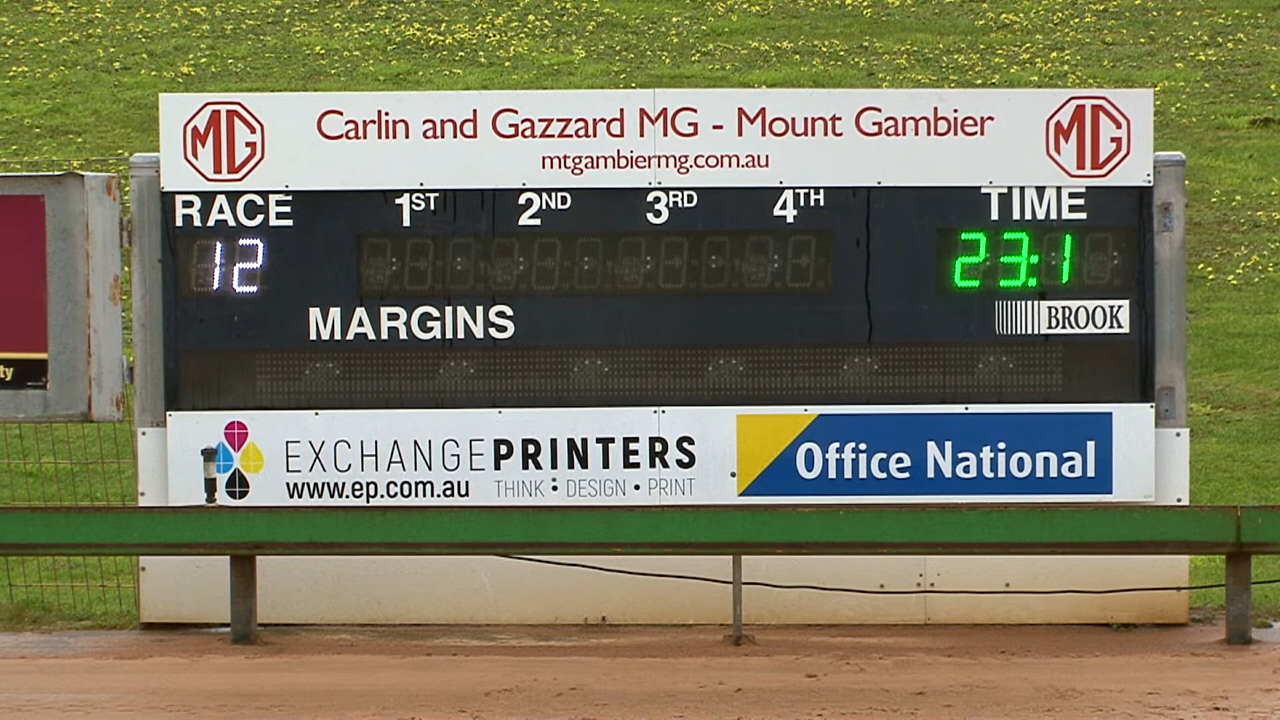 MG Carlin and Gazzard MG - Mount Gambier MG
mtgambiermg.com.au
RACE 1ST 2ND 3RD 4TH TIME
12 23:1
MARGINS BROOK
ty
EXCHANGEPRINTERS Office National
www.ep.com.au THINK • DESIGN • PRINT